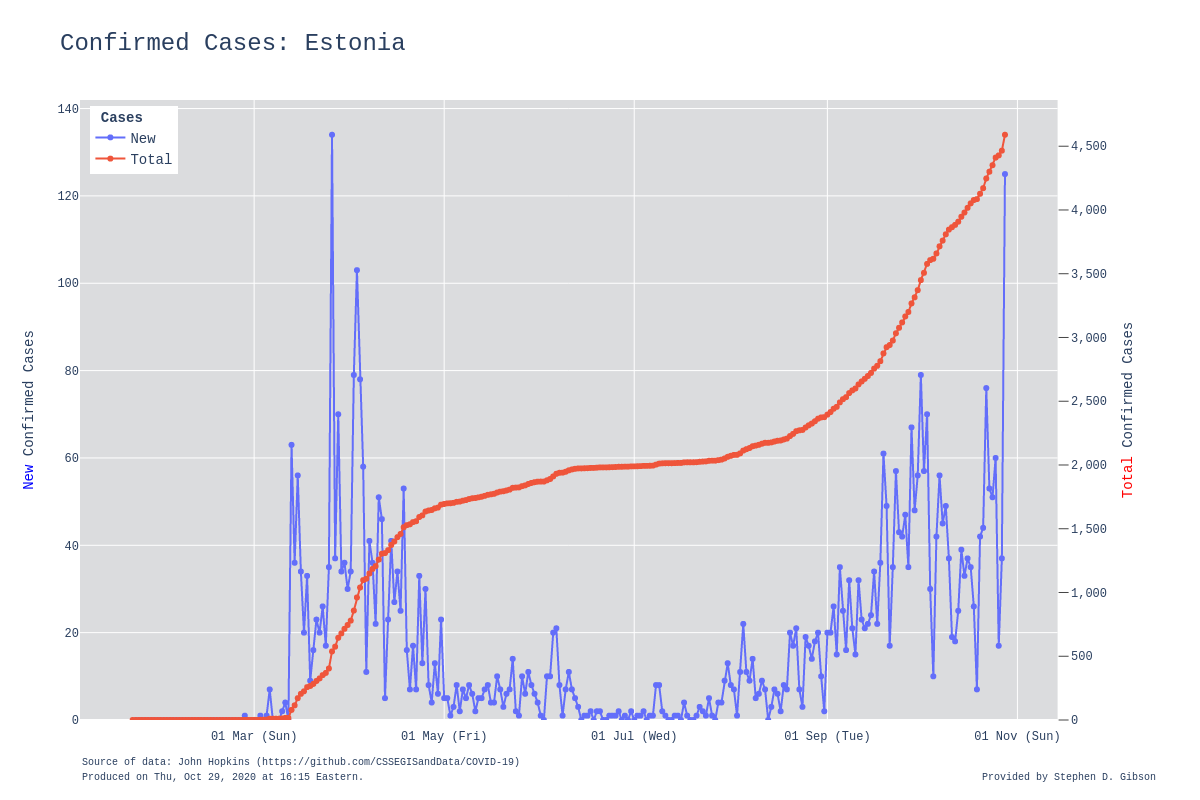 Confirmed Cases: Estonia
Cases
New
Total
140
120
100
80
60
40
20
0
4,500
4,000
3,500
3,000
2,500
2,000
1,500
1,000
500
0
New Confirmed Cases
Total Confirmed Cases
01 Mar (Sun)
01 May (Fri)
01 Jul (Wed)
01 Sep (Tue)
01 Nov (Sun)
Source of data: John Hopkins (https://github.com/CSSEGISandData/COVID-19)
Produced on Thu, Oct 29, 2020 at 16:15 Eastern.
Provided by Stephen D. Gibson